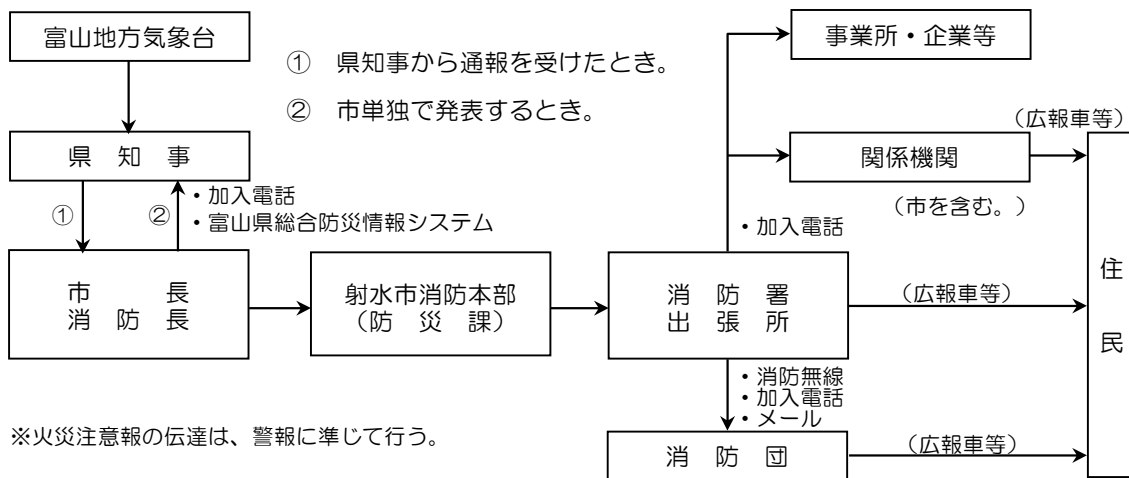 富山地方気象台
事業所・企業等
① 県知事から通報を受けたとき。
② 市単独で発表するとき。
(広報車等)
県 知 事
関係機関
(市を含む。)
①
②
・加入電話
・富山県総合防災情報システム
・加入電話
市 長
消 防 長
射水市消防本部
(防 災 課)
消 防 署
出 張 所
(広報車等)
住
民
・消防無線
・加入電話
・メール
※火災注意報の伝達は、警報に準じて行う。
消 防 団
(広報車等)